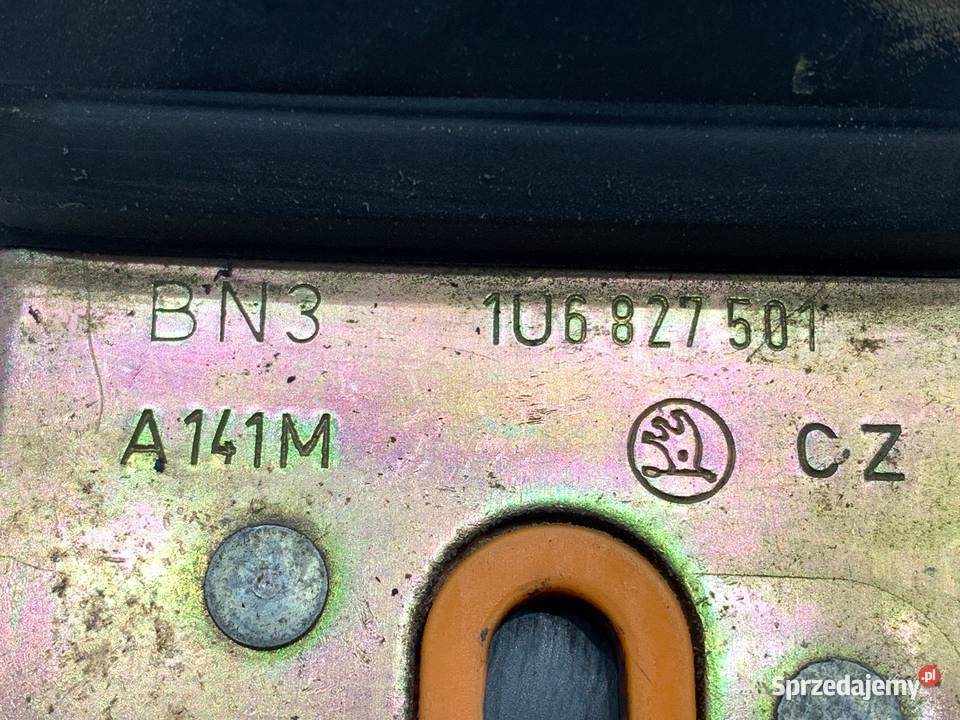 BN3 1U6 827 501
A141M CZ
Sprzedajemy.pl